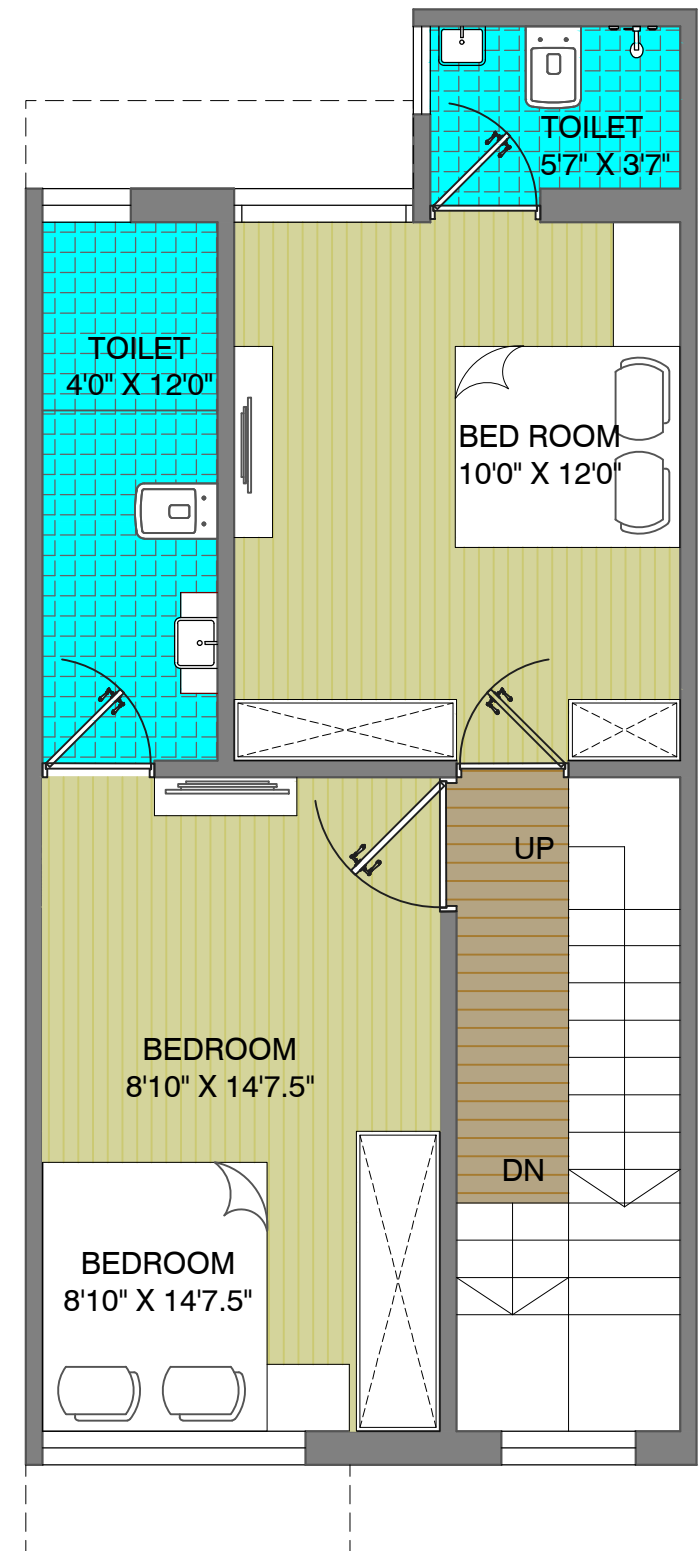 TOILET
5'7" X 3'7"
TOILET
4'0" X 12'0"
BED ROOM
10'0" X 12'0"
UP
BEDROOM
8'10" X 14'7.5"
DN
BEDROOM
8'10" X 14'7.5"